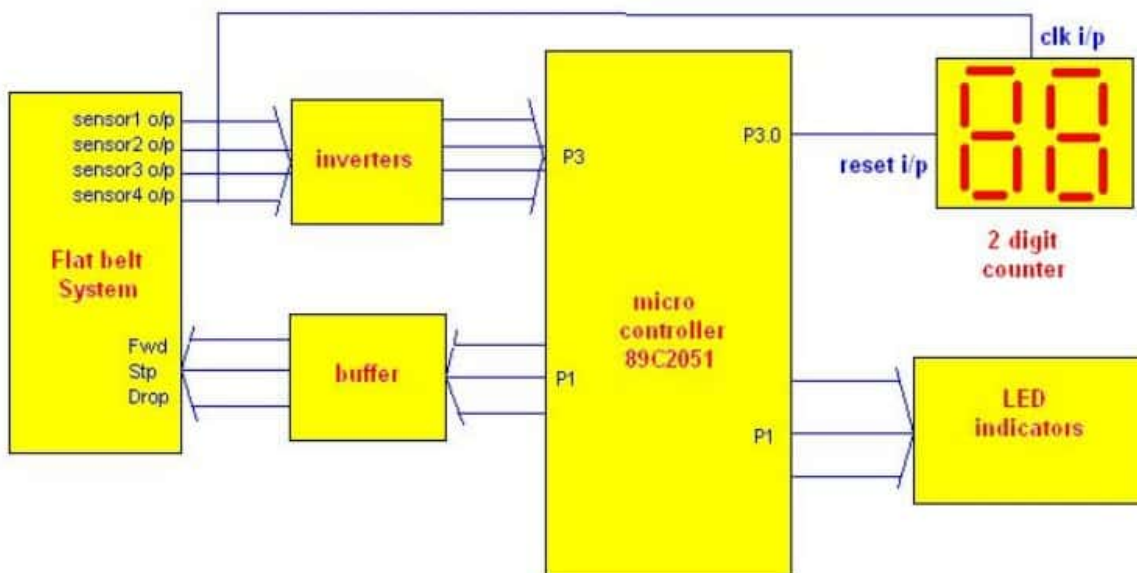 clk i/p
sensor1 o/p
sensor2 o/p
sensor3 o/p
sensor4 o/p
Flat belt
System
Fwd
Stp
Drop
inverters
buffer
P3
P1
micro
controller
89C2051
P3.0
P1
reset i/p
88
2 digit
counter
LED
indicators